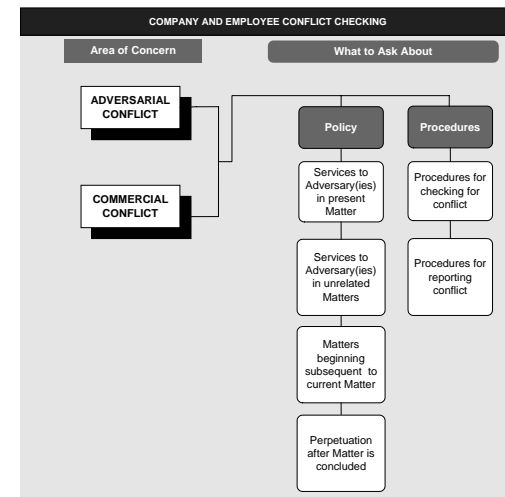 COMPANY AND EMPLOYEE CONFLICT CHECKING
Area of Concern
What to Ask About
ADVERSARIAL
CONFLICT
COMMERCIAL
CONFLICT
Policy
Services to
Adversary(ies)
in present
Matter
Services to
Adversary(ies)
in unrelated
Matters
Matters
beginning
subsequent to
current Matter
Perpetuation
after Matter is
concluded
Procedures
Procedures for
checking for
conflict
Procedures for
reporting
conflict